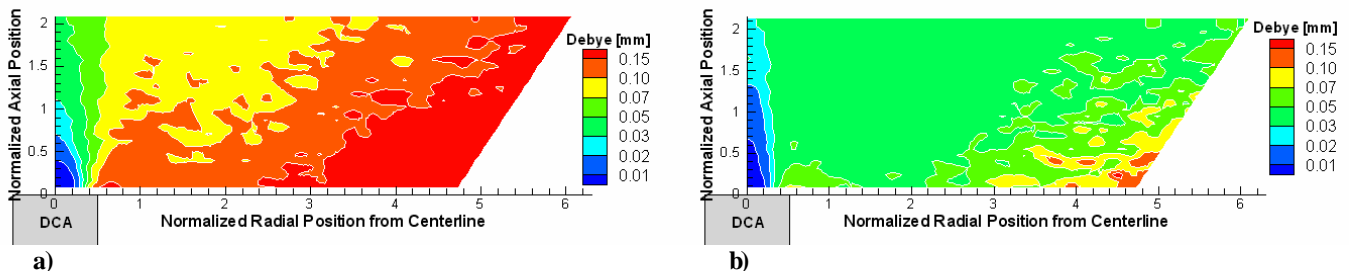 Normalized Axial Position
2
1.5
1
0.5
0
0 1 2 3 4 5 6
Normalized Radial Position from Centerline
DCA
Debye [mm]
0.15
0.10
0.07
0.05
0.03
0.02
0.01
a)
Normalized Axial Position
2
1.5
1
0.5
0
0 1 2 3 4 5 6
Normalized Radial Position from Centerline
DCA
Debye [mm]
0.15
0.10
0.07
0.05
0.03
0.02
0.01
b)